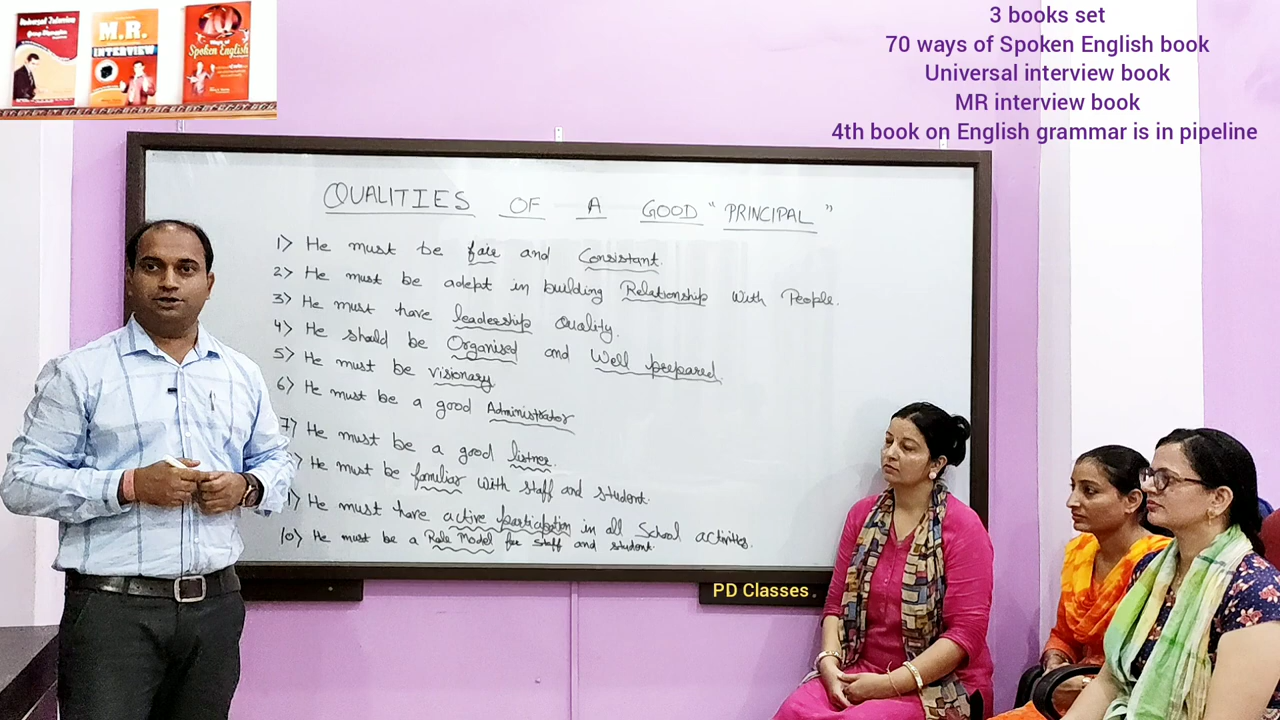 M.R.
INTERVIEW
70
Ways of
Spoken English
3 books set
70 ways of Spoken English book
Universal interview book
MR interview book
4th book on English grammar is in pipeline
QUALITIES OF A GOOD "PRINCIPAL"
1> He must be fair and Consistant.
2> He must be adept in building Relationship With People.
3> He must have leadership Quality.
4> He should be Organised and Well prepared
5> He must be visionary
6> He must be a good Administrator
7> He must be a good listner.
> He must be familiar with staff and student.
> He must have active participation in all School activities.
10> He must be a Role Model for staff and student.
PD Classes